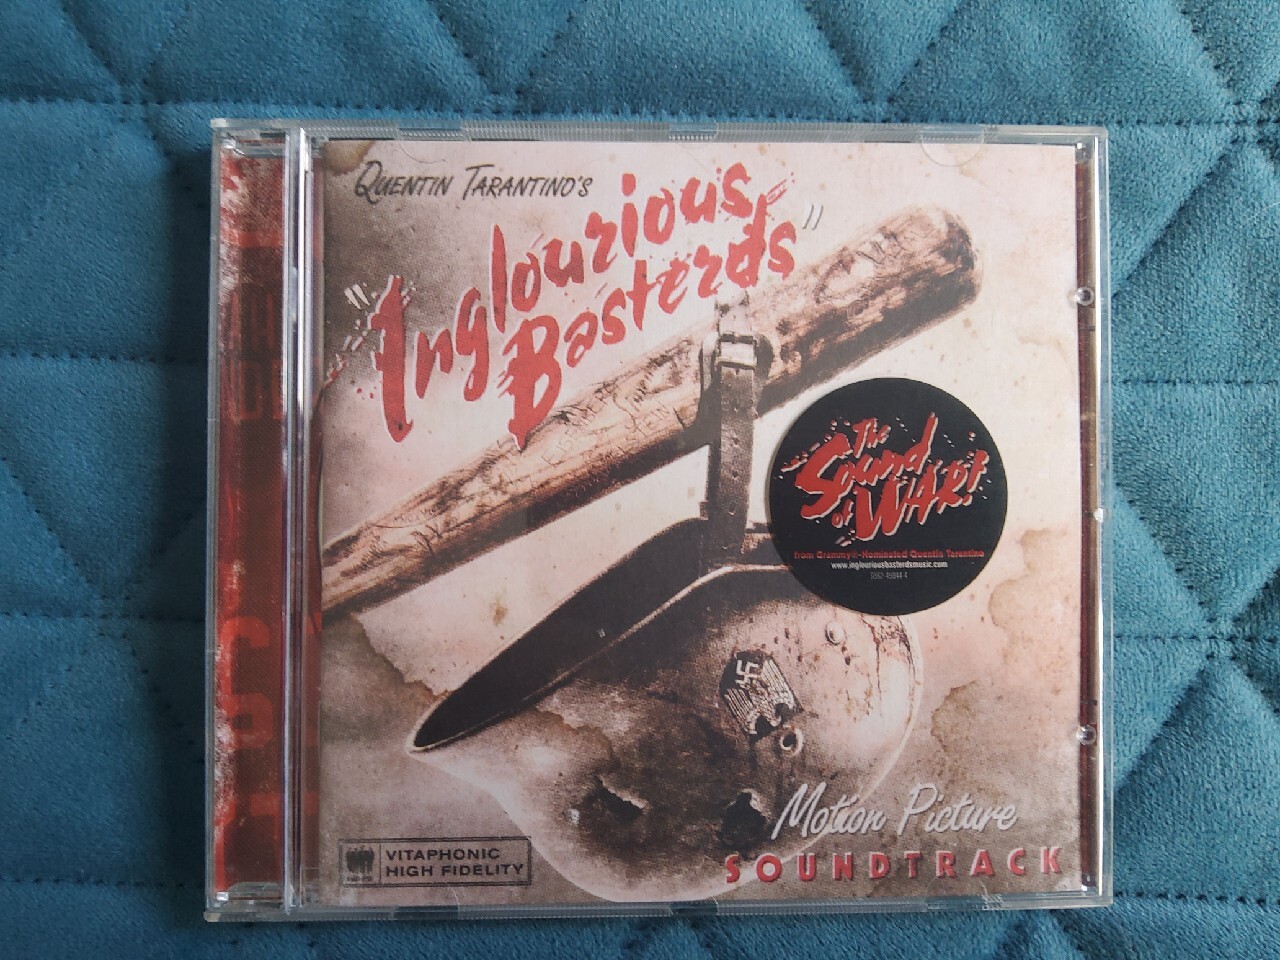 QUENTIN TARANTINO'S
"Inglourious
Basterds"
The
Sound
of WAR!
from Grammy®-Nominated Quentin Tarantino
www.inglouriousbasterdsmusic.com
VITAPHONIC
HIGH FIDELITY
Motion Picture
SOUNDTRACK